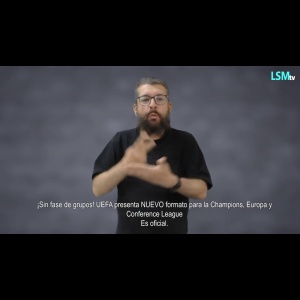 LSMtv
¡Sin fase de grupos! UEFA presenta NUEVO formato para la Champions, Europa y
Conference League
Es oficial.